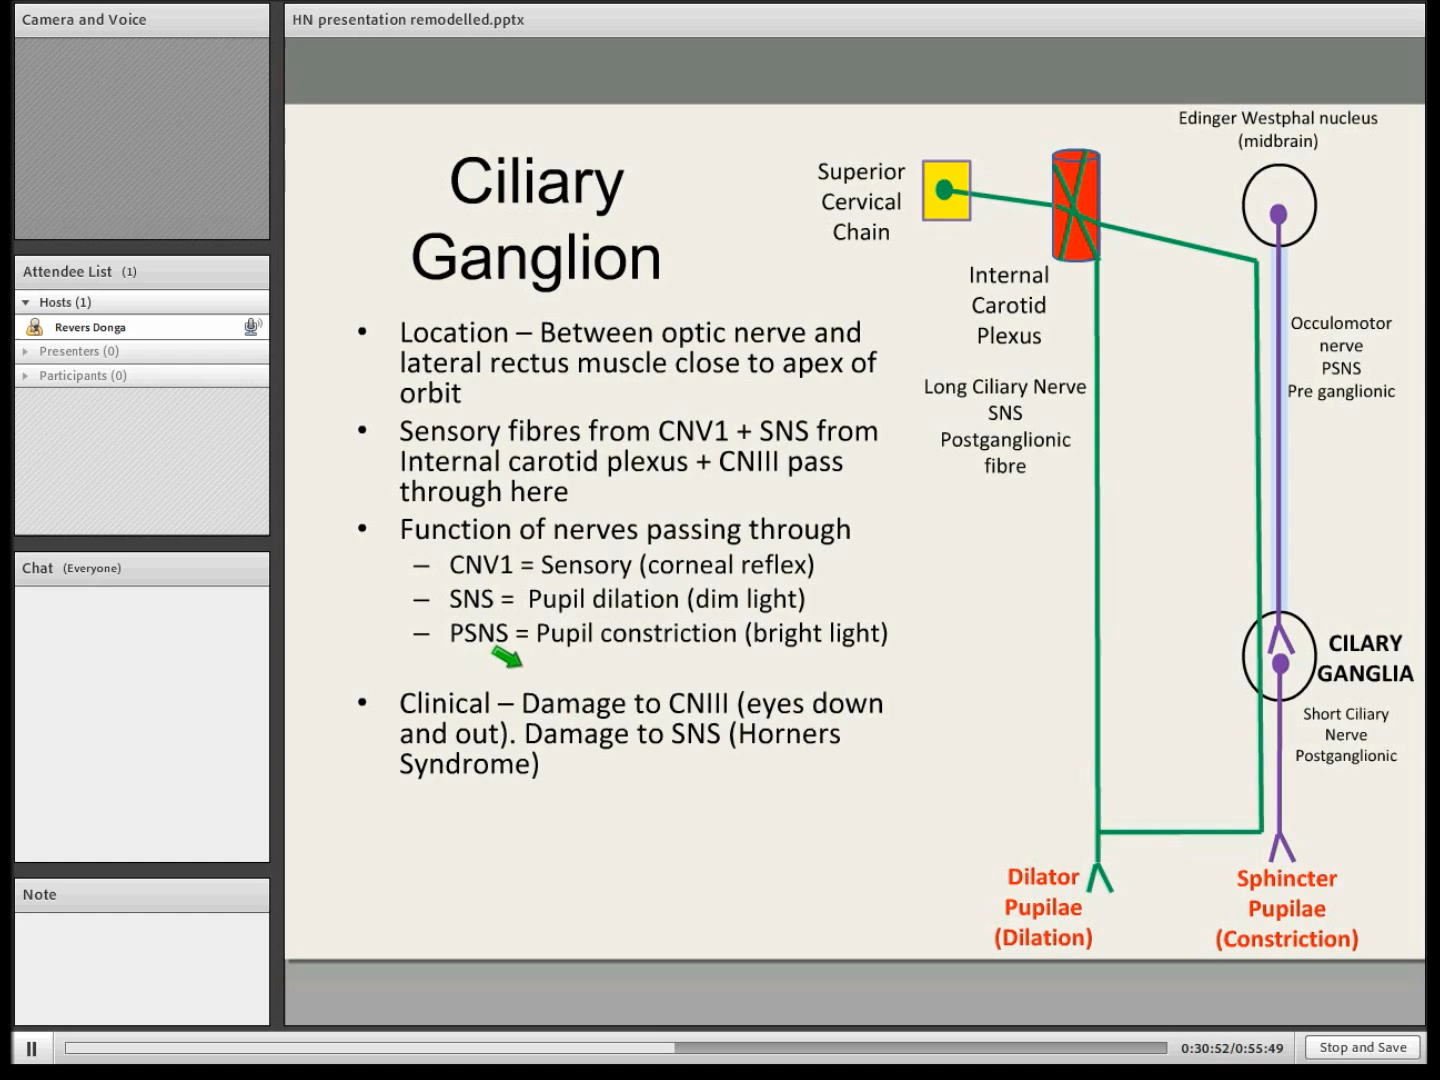 Camera and Voice
HN presentation remodelled.pptx
Attendee List (1)
Hosts (1)
Revers Donga
Presenters (0)
Participants (0)
Chat (Everyone)
Note
Ciliary
Ganglion
• Location – Between optic nerve and
lateral rectus muscle close to apex of
orbit
• Sensory fibres from CNV1 + SNS from
Internal carotid plexus + CNIII pass
through here
• Function of nerves passing through
– CNV1 = Sensory (corneal reflex)
– SNS = Pupil dilation (dim light)
– PSNS = Pupil constriction (bright light)
• Clinical – Damage to CNIII (eyes down
and out). Damage to SNS (Horners
Syndrome)
Superior
Cervical
Chain
Internal
Carotid
Plexus
Long Ciliary Nerve
SNS
Postganglionic
fibre
Edinger Westphal nucleus
(midbrain)
Occulomotor
nerve
PSNS
Pre ganglionic
CILARY
GANGLIA
Short Ciliary
Nerve
Postganglionic
Dilator
Pupilae
(Dilation)
Sphincter
Pupilae
(Constriction)
0:30:52/0:55:49
Stop and Save